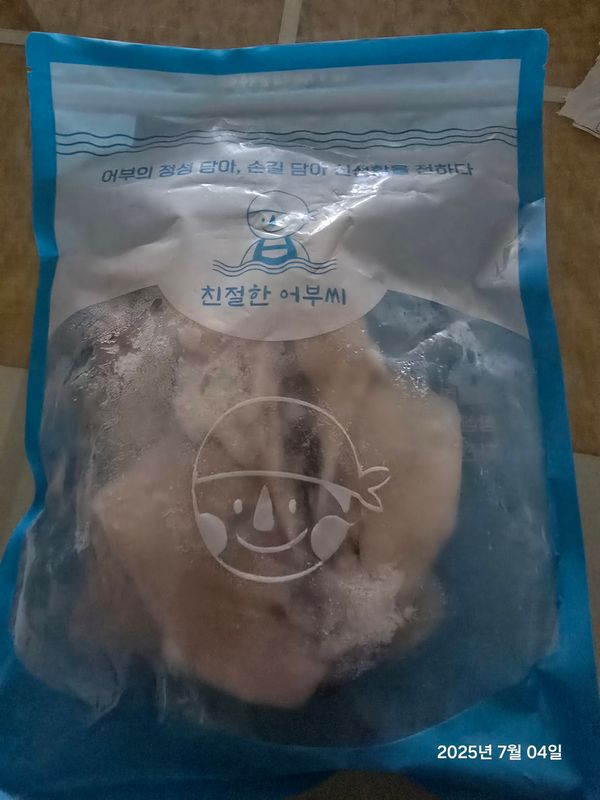 어부의 정성 담아, 손길 담아 신선함을 전하다
친절한 어부씨
2025년 7월 04일